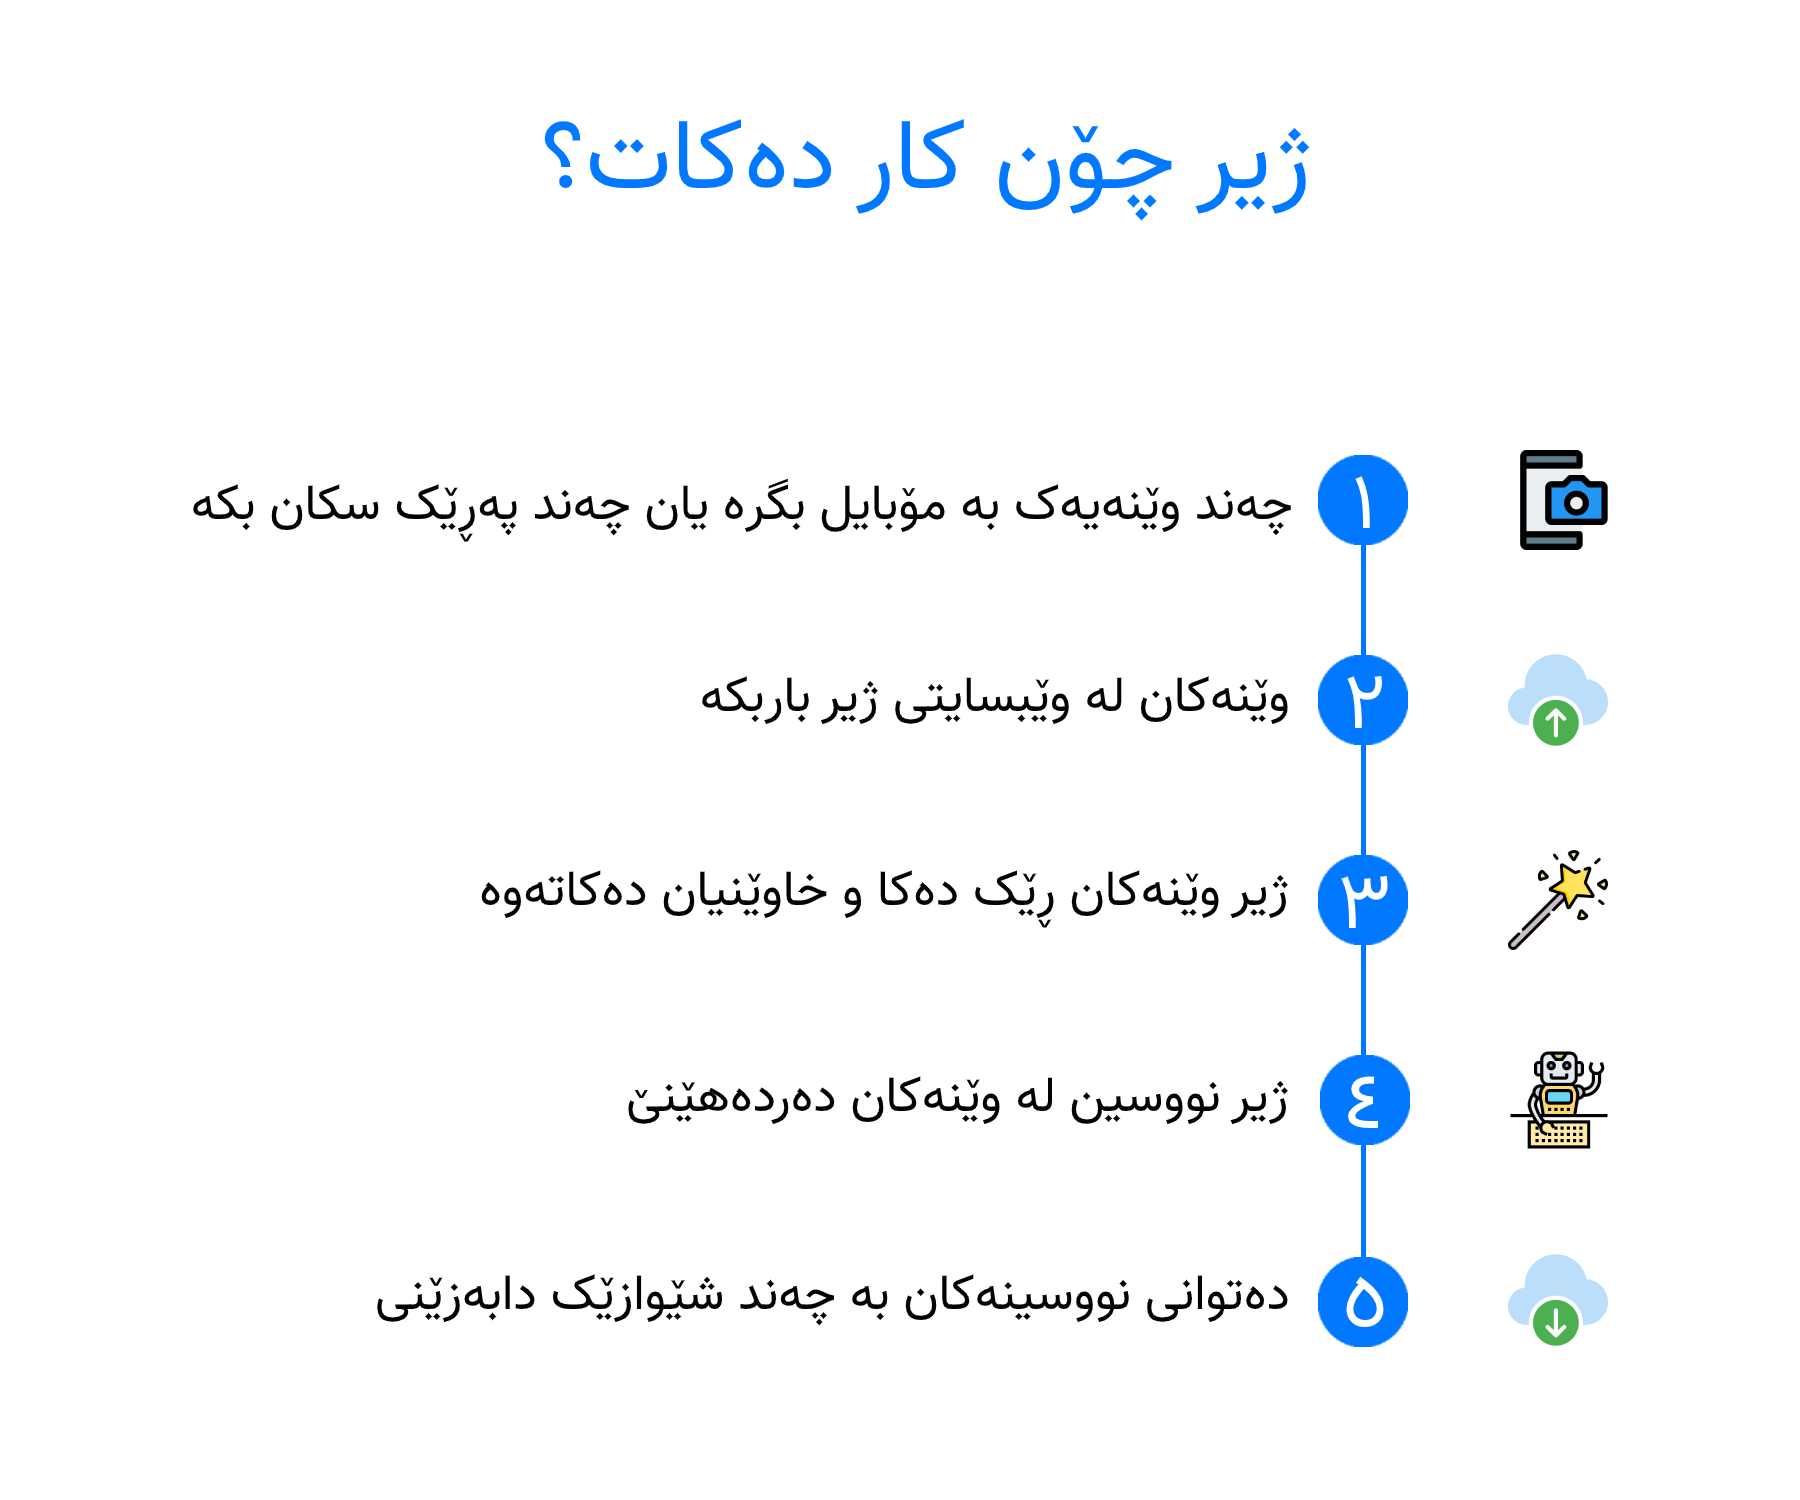 ژیر چۆن کار دەکات؟
١ چەند وێنەیەک بە مۆبایل بگرە یان چەند پەڕێک سکان بکە
٢ وێنەکان لە وێبسایتی ژیر باربکە
٣ ژیر وێنەکان ڕێک دەکا و خاوێنیان دەکاتەوە
٤ ژیر نووسین لە وێنەکان دەردەهێنێ
٥ دەتوانی نووسینەکان بە چەند شێوازێک دابەزێنی